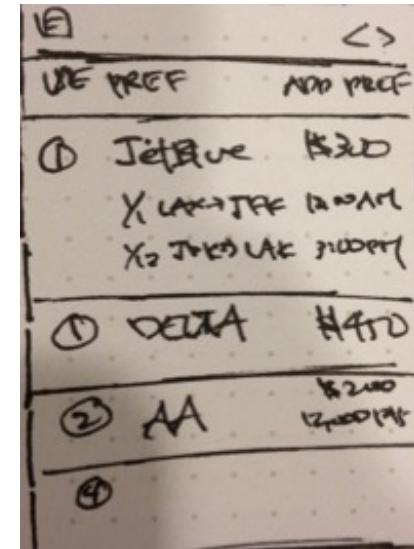 E < >
USE PREF ADD PREF
① JetBlue $320
X₁ LAX→JFK 12:00AM
X₂ JFK→LAX 3:00PM
① DELTA $450
② AA $200
12,000
④